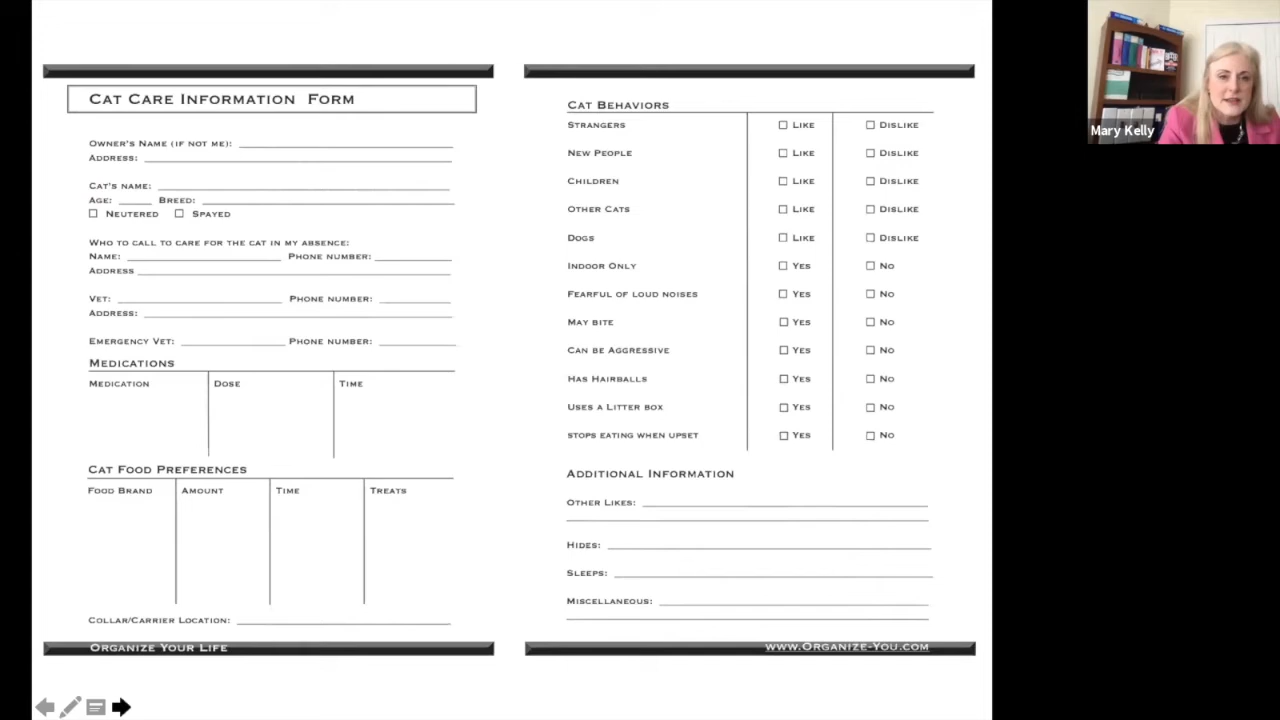 Cat Care Information Form
Owner's Name (if not me):
Address:
Cat's name:
Age: Breed:
Neutered Spayed
Who to call to care for the cat in my absence:
Name: Phone number:
Address
Vet: Phone number:
Address:
Emergency Vet: Phone number:
Medications
Medication Dose Time
Cat Food Preferences
Food Brand Amount Time Treats
Collar/Carrier Location:
Organize Your Life
Cat Behaviors
Strangers Like Dislike
New People Like Dislike
Children Like Dislike
Other Cats Like Dislike
Dogs Like Dislike
Indoor Only Yes No
Fearful of loud noises Yes No
May bite Yes No
Can be Aggressive Yes No
Has Hairballs Yes No
Uses a Litter box Yes No
stops eating when upset Yes No
Additional Information
Other Likes:
Hides:
Sleeps:
Miscellaneous:
www.Organize-You.com
Mary Kelly